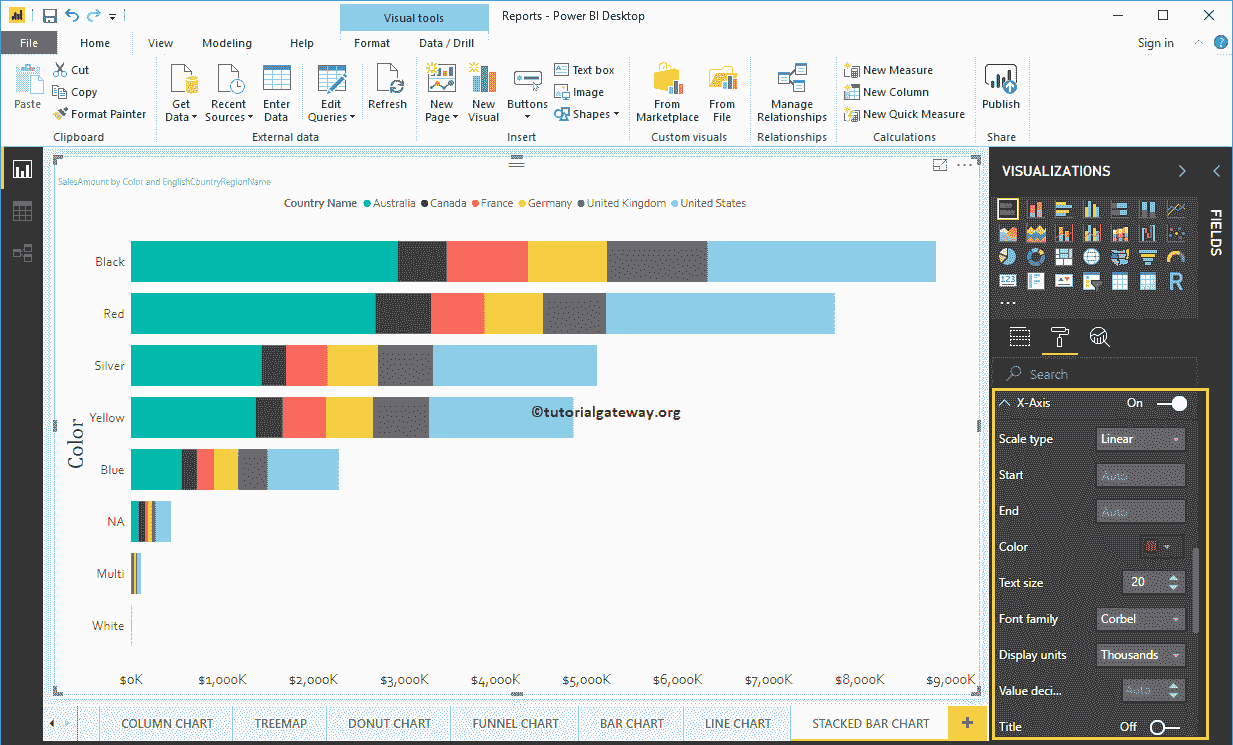 Visual tools
Reports - Power BI Desktop
File
Home
View
Modeling
Help
Format
Data / Drill
Sign in
?
Paste
Cut
Copy
Format Painter
Clipboard
Get Data
Recent Sources
Enter Data
Edit Queries
Refresh
External data
New Page
New Visual
Buttons
Text box
Image
Shapes
Insert
From Marketplace
From File
Custom visuals
Manage Relationships
Relationships
New Measure
New Column
New Quick Measure
Calculations
Publish
Share
SalesAmount by Color and EnglishCountryRegionName
Country Name Australia Canada France Germany United Kingdom United States
Color
Black
Red
Silver
Yellow
Blue
NA
Multi
White
©tutorialgateway.org
$0K $1,000K $2,000K $3,000K $4,000K $5,000K $6,000K $7,000K $8,000K $9,000K
COLUMN CHART
TREEMAP
DONUT CHART
FUNNEL CHART
BAR CHART
LINE CHART
STACKED BAR CHART
+
VISUALIZATIONS
FIELDS
123
R
...
Search
X-Axis On
Scale type Linear
Start Auto
End Auto
Color
Text size 20
Font family Corbel
Display units Thousands
Value deci... Auto
Title Off